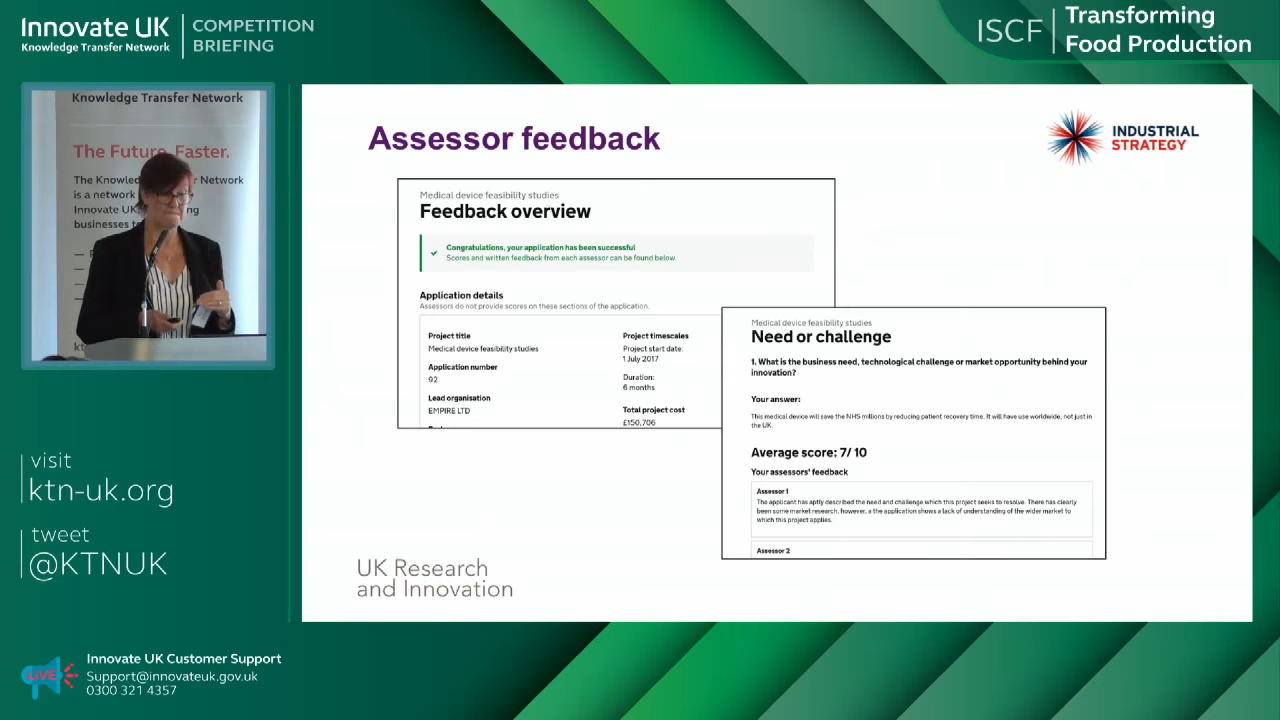 Innovate UK
Knowledge Transfer Network
COMPETITION
BRIEFING
ISCF
Transforming
Food Production
Knowledge Transfer Network
The Future. Faster.
The
Network
is a network
Innovate UK
businesses
Assessor feedback
INDUSTRIAL
STRATEGY
Medical device feasibility studies
Feedback overview
Congratulations, your application has been successful
Scores and written feedback from each assessor can be found below.
Application details
Assessors do not provide scores on these sections of the application.
Project title
Medical device feasibility studies
Application number
92
Lead organisation
EMPIRE LTD
Project timescales
Project start date:
1 July 2017
Duration:
6 months
Total project cost
£150,706
Medical device feasibility studies
Need or challenge
1. What is the business need, technological challenge or market opportunity behind your
innovation?
Your answer:
This medical device will save the NHS millions by reducing patient recovery time. It will have use worldwide, not just in
the UK.
Average score: 7/ 10
Your assessors' feedback
Assessor 1
The applicant has aptly described the need and challenge which this project seeks to resolve. There has clearly
been some market research, however, a the application shows a lack of understanding of the wider market to
which this project applies.
Assessor 2
UK Research
and Innovation
visit
ktn-uk.org
tweet
@KTNUK
LIVE
Innovate UK Customer Support
Support@innovateuk.gov.uk
0300 321 4357